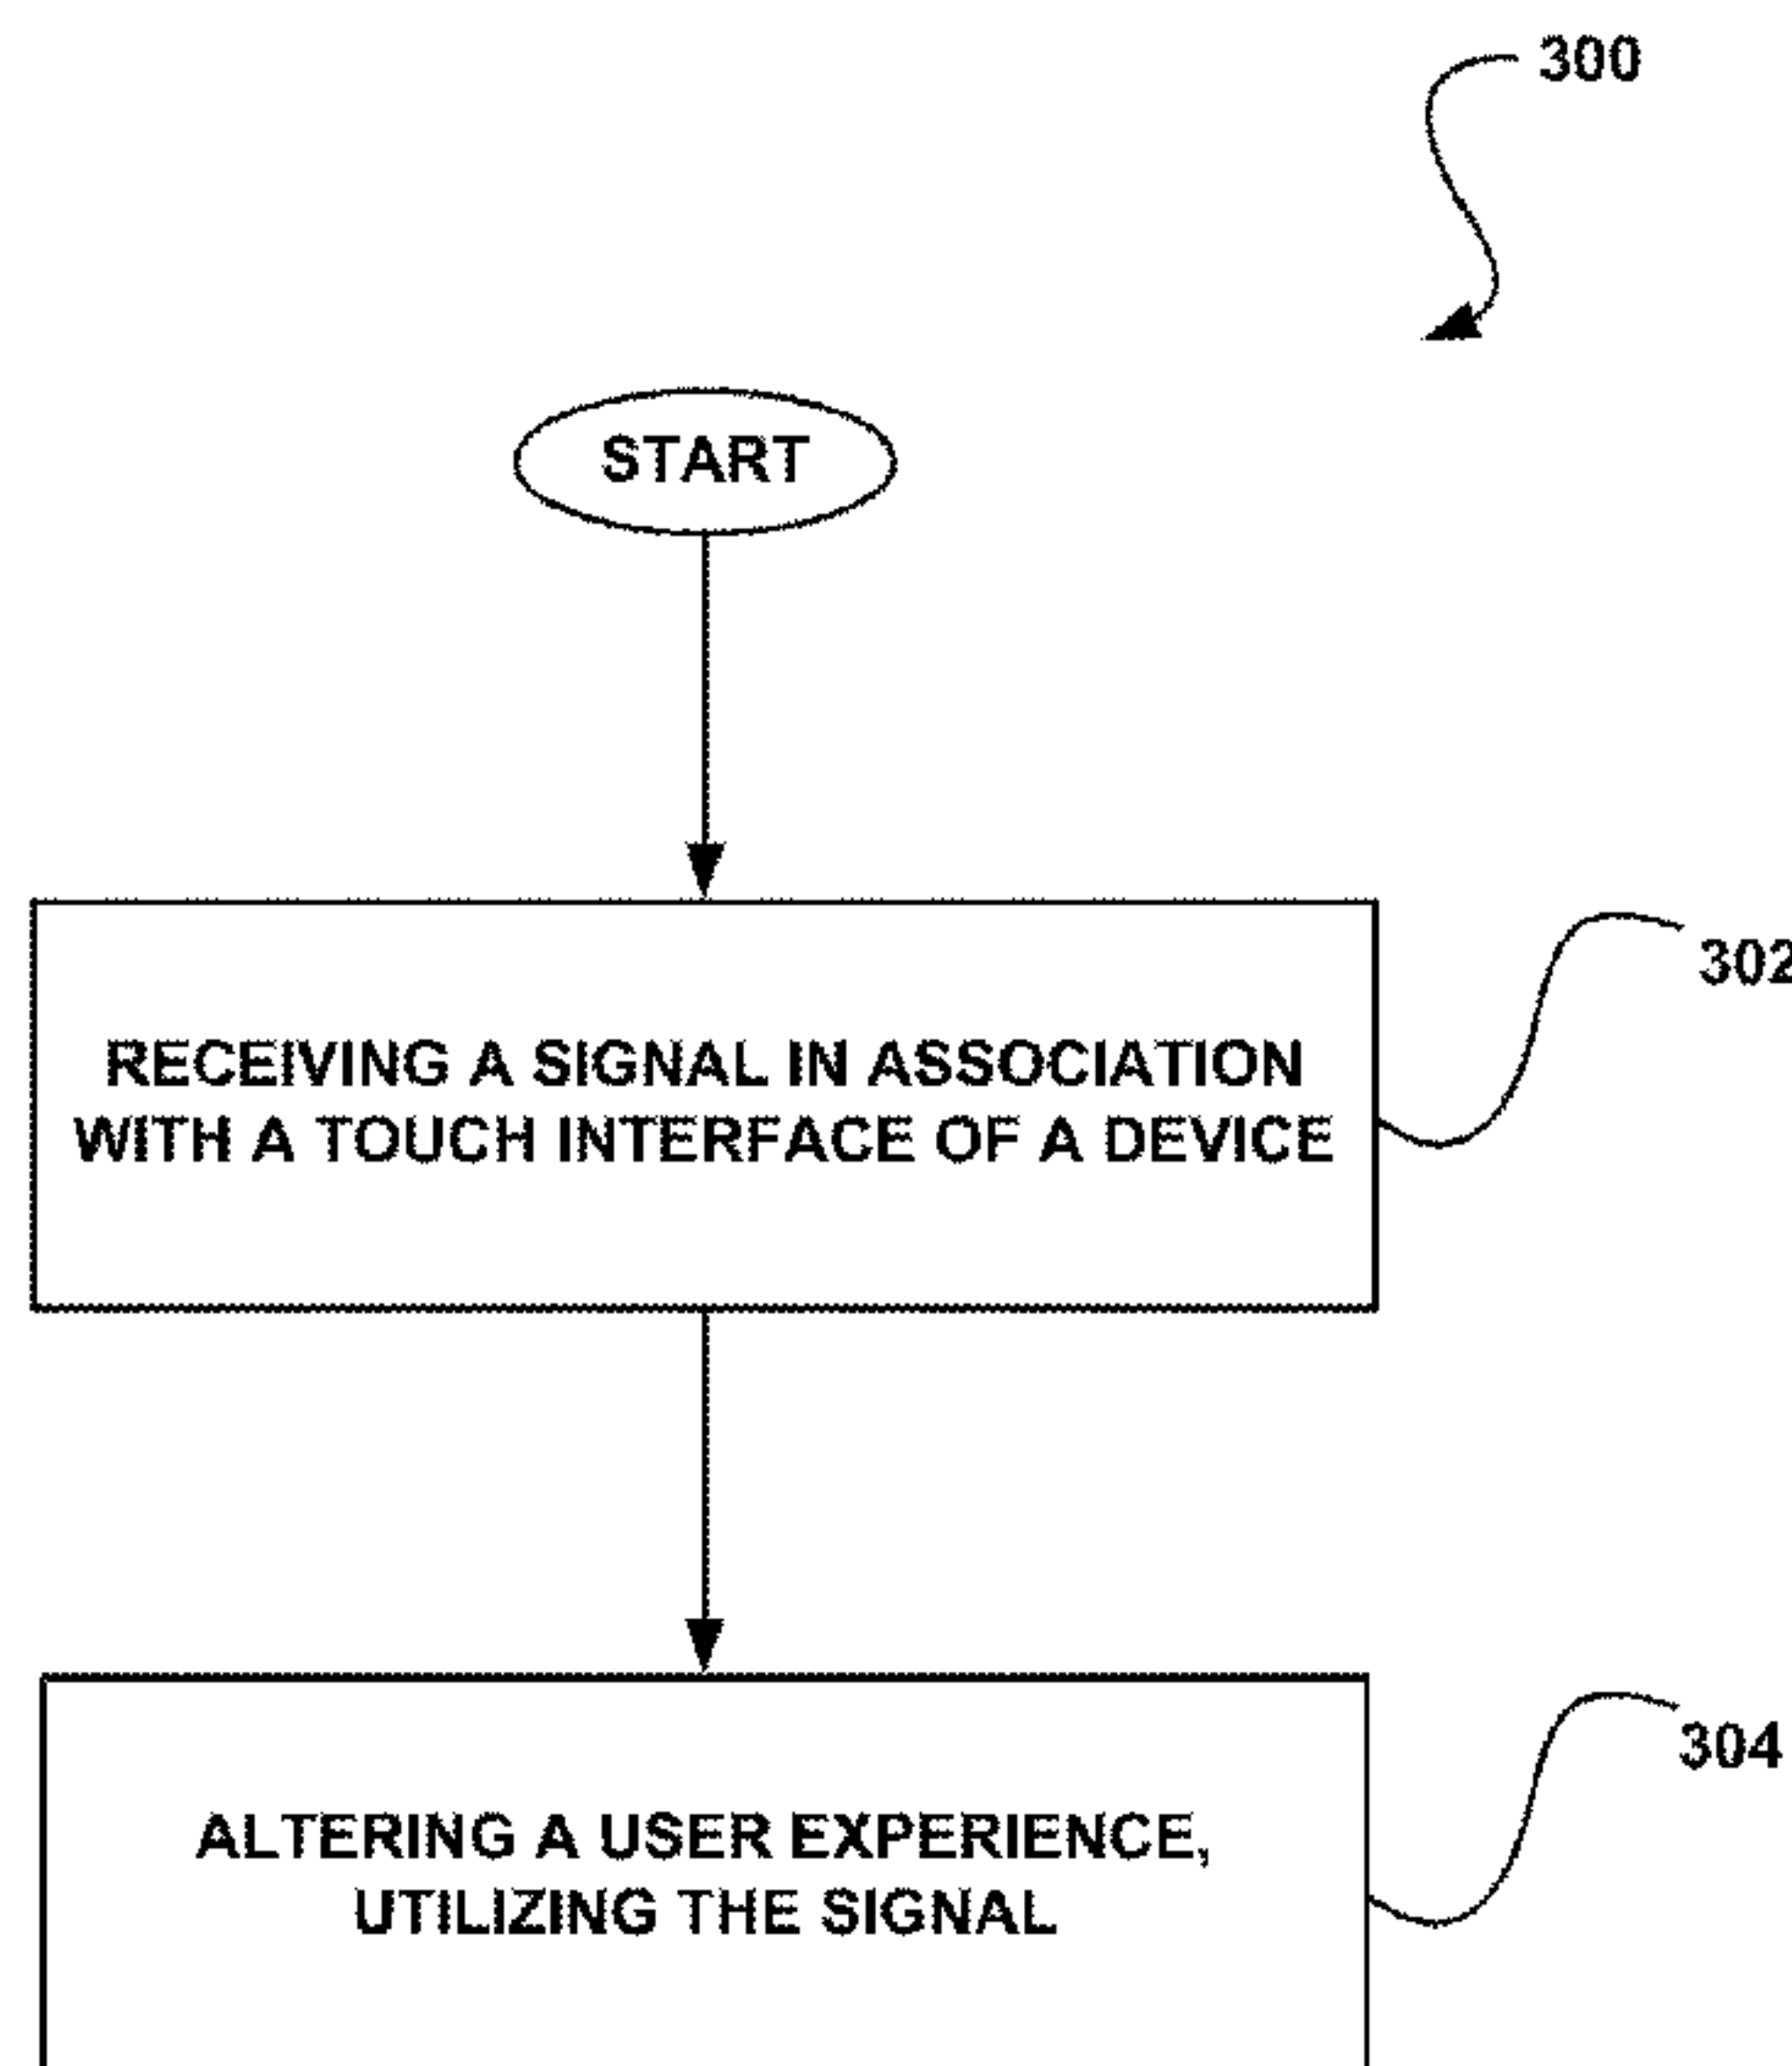 300
START
302
RECEIVING A SIGNAL IN ASSOCIATION
WITH A TOUCH INTERFACE OF A DEVICE
304
ALTERING A USER EXPERIENCE,
UTILIZING THE SIGNAL